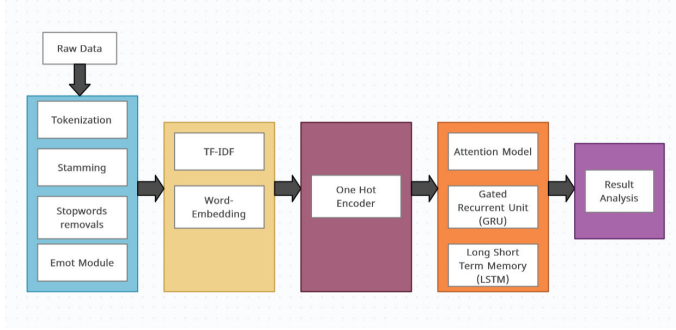 Raw Data
Tokenization
Stamming
Stopwords
removals
Emot Module
TF-IDF
Word-
Embedding
One Hot
Encoder
Attention Model
Gated
Recurrent Unit
(GRU)
Long Short
Term Memory
(LSTM)
Result
Analysis